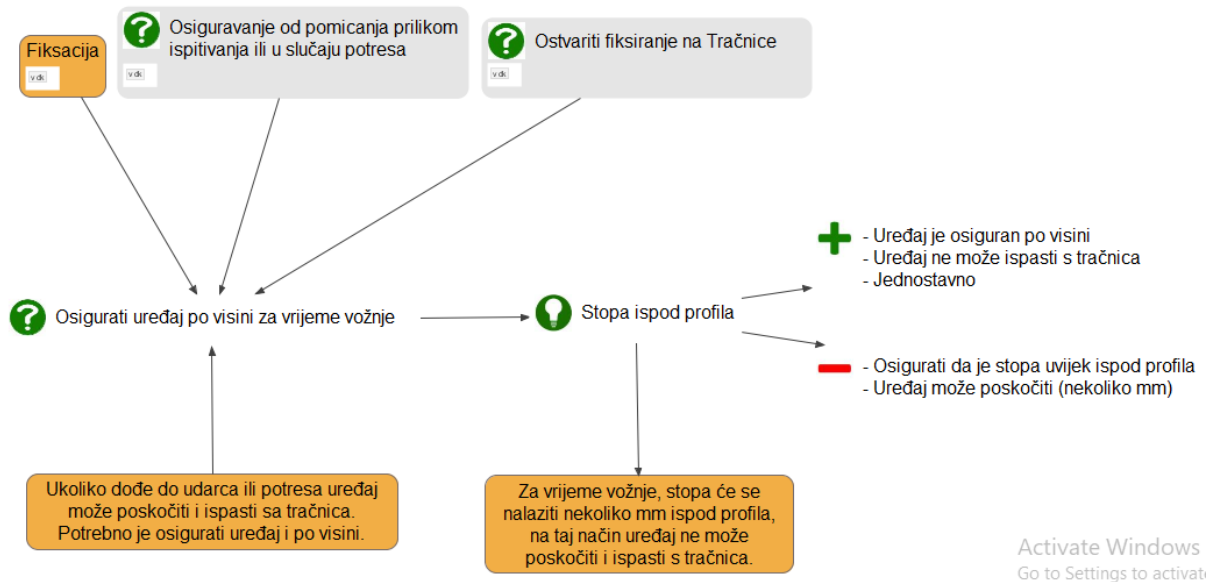 Fiksacija
v dk
Osiguravanje od pomicanja prilikom
ispitivanja ili u slučaju potresa
v dk
Ostvariti fiksiranje na Tračnice
v dk
- Uređaj je osiguran po visini
- Uređaj ne može ispasti s tračnica
- Jednostavno
Osigurati uređaj po visini za vrijeme vožnje
Stopa ispod profila
- Osigurati da je stopa uvijek ispod profila
- Uređaj može poskočiti (nekoliko mm)
Ukoliko dođe do udarca ili potresa uređaj
može poskočiti i ispasti sa tračnica.
Potrebno je osigurati uređaj i po visini.
Za vrijeme vožnje, stopa će se
nalaziti nekoliko mm ispod profila,
na taj način uređaj ne može
poskočiti i ispasti s tračnica.
Activate Windows
Go to Settings to activate